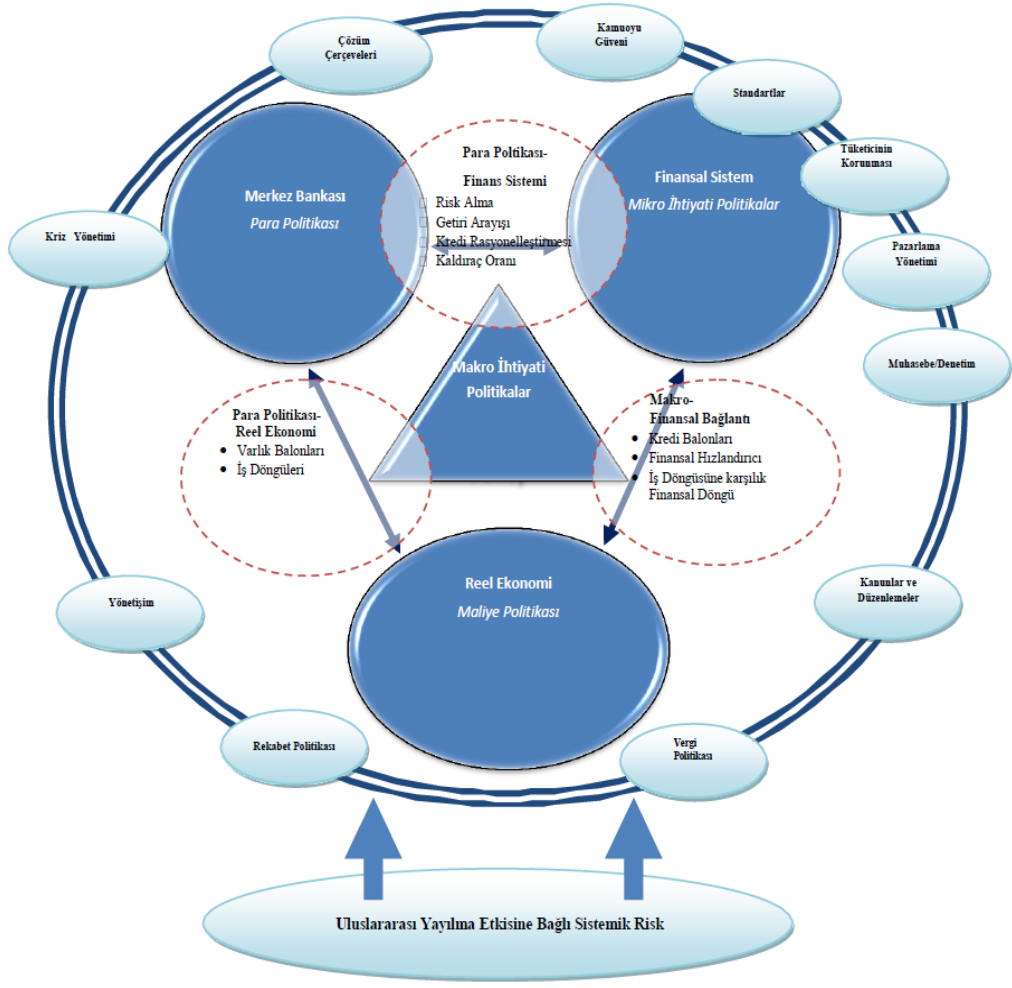 Çözüm
Çerçeveleri
Kamuoyu
Güveni
Standartlar
Tüketicinin
Korunması
Pazarlama
Yönetimi
Muhasebe/Denetim
Kriz Yönetimi
Merkez Bankası
Para Politikası
Para Poltikası-
Finans Sistemi
Risk Alma
Getiri Arayışı
Kredi Rasyonelleştirmesi
Kaldıraç Oranı
Finansal Sistem
Mikro İhtiyati Politikalar
Makro İhtiyati
Politikalar
Para Politikası-
Reel Ekonomi
• Varlık Balonları
• İş Döngüleri
Makro-
Finansal Bağlantı
• Kredi Balonları
• Finansal Hızlandırıcı
• İş Döngüsüne karşılık
Finansal Döngü
Reel Ekonomi
Maliye Politikası
Yönetişim
Kanunlar ve
Düzenlemeler
Rekabet Politikası
Vergi
Politikası
Uluslararası Yayılma Etkisine Bağlı Sistemik Risk